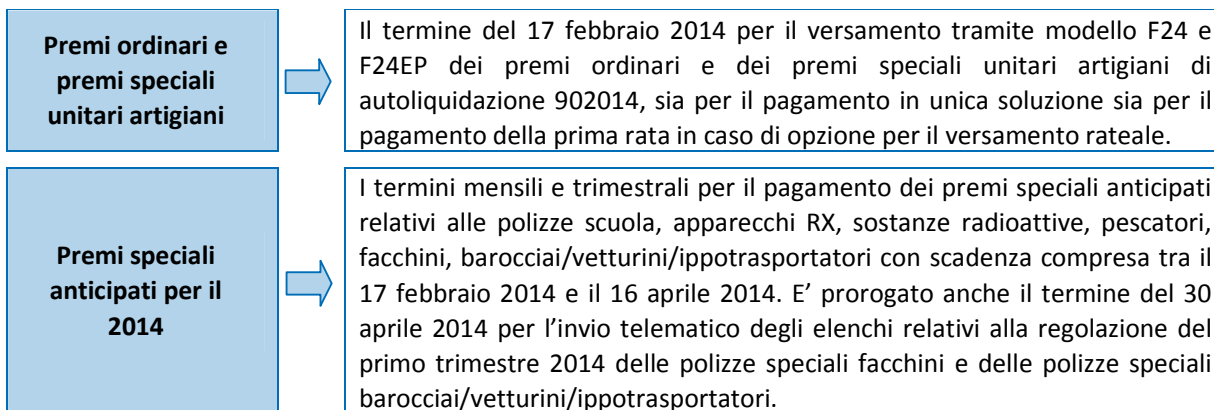 Premi ordinari e
premi speciali
unitari artigiani
Il termine del 17 febbraio 2014 per il versamento tramite modello F24 e
F24EP dei premi ordinari e dei premi speciali unitari artigiani di
autoliquidazione 902014, sia per il pagamento in unica soluzione sia per il
pagamento della prima rata in caso di opzione per il versamento rateale.
Premi speciali
anticipati per il
2014
I termini mensili e trimestrali per il pagamento dei premi speciali anticipati
relativi alle polizze scuola, apparecchi RX, sostanze radioattive, pescatori,
facchini, barocciai/vetturini/ippotrasportatori con scadenza compresa tra il
17 febbraio 2014 e il 16 aprile 2014. E’ prorogato anche il termine del 30
aprile 2014 per l’invio telematico degli elenchi relativi alla regolazione del
primo trimestre 2014 delle polizze speciali facchini e delle polizze speciali
barocciai/vetturini/ippotrasportatori.